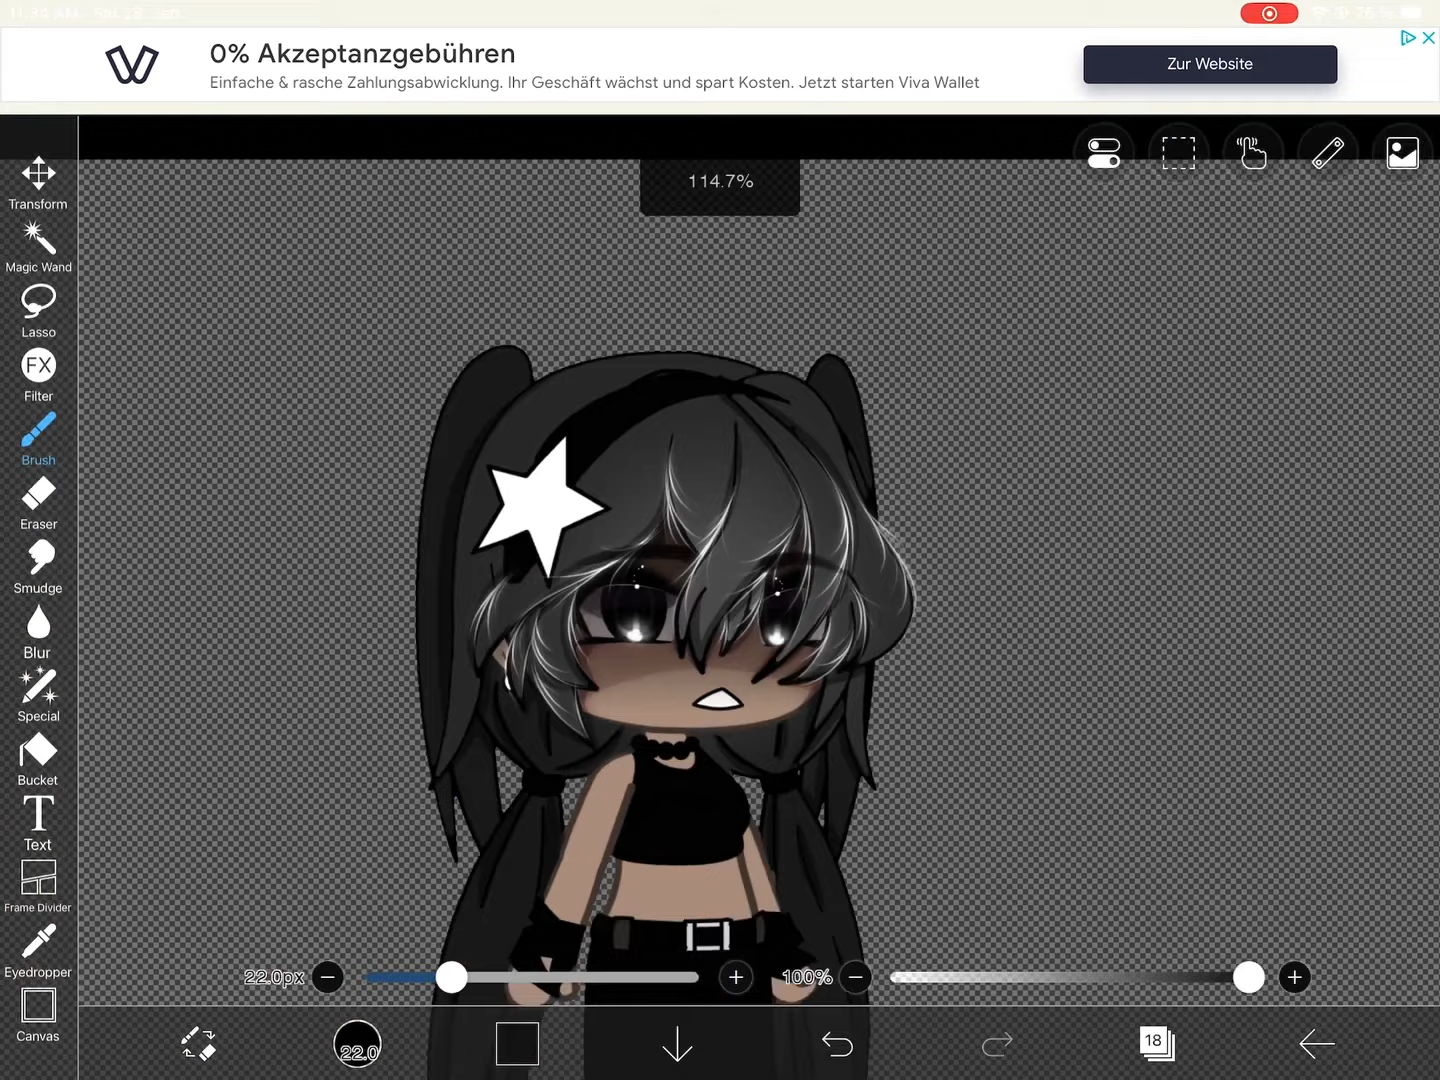 0% Akzeptanzgebühren
Einfache & rasche Zahlungsabwicklung. Ihr Geschäft wächst und spart Kosten. Jetzt starten Viva Wallet
Zur Website
114.7%
Transform
Magic Wand
Lasso
FX
Filter
Brush
Eraser
Smudge
Blur
Special
Bucket
T
Text
Frame Divider
Eyedropper
Canvas
22.0px
100%
22.0
18